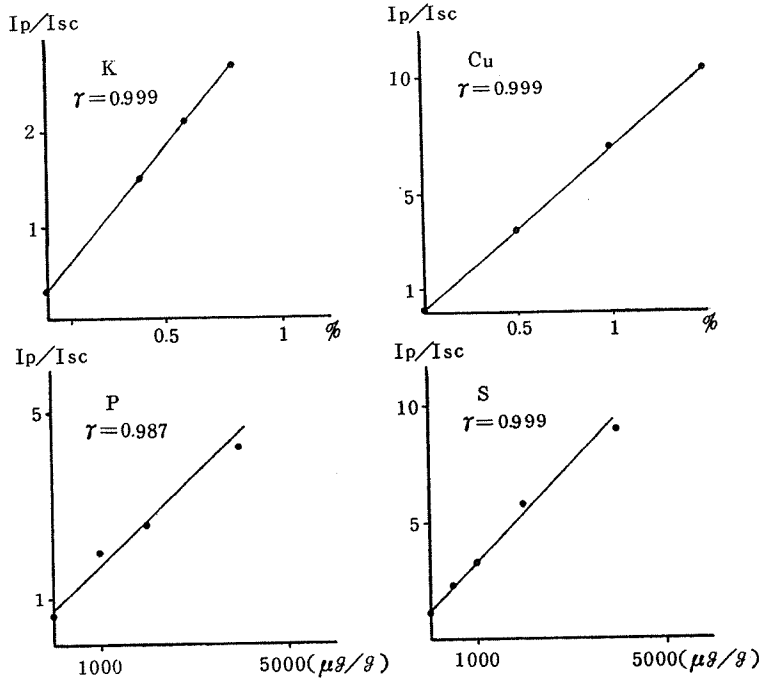 Ip/Isc
K
γ=0.999
2
1
0.5
1
%
Ip/Isc
Cu
γ=0.999
10
5
1
0.5
1
%
Ip/Isc
P
γ=0.987
5
1
1000
5000(μg/g)
Ip/Isc
S
γ=0.999
10
5
1000
5000(μg/g)